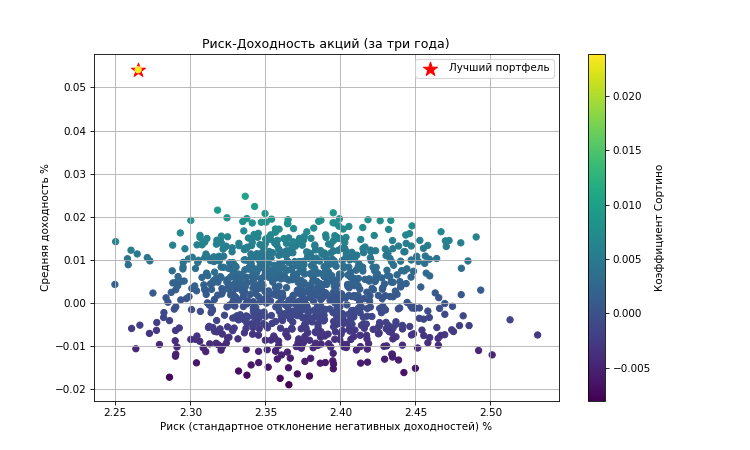 Риск-Доходность акций (за три года)
Лучший портфель
Средняя доходность %
0.05
0.04
0.03
0.02
0.01
0.00
−0.01
−0.02
2.25 2.30 2.35 2.40 2.45 2.50
Риск (стандартное отклонение негативных доходностей) %
0.020
0.015
0.010
0.005
0.000
−0.005
Коэффициент Сортино